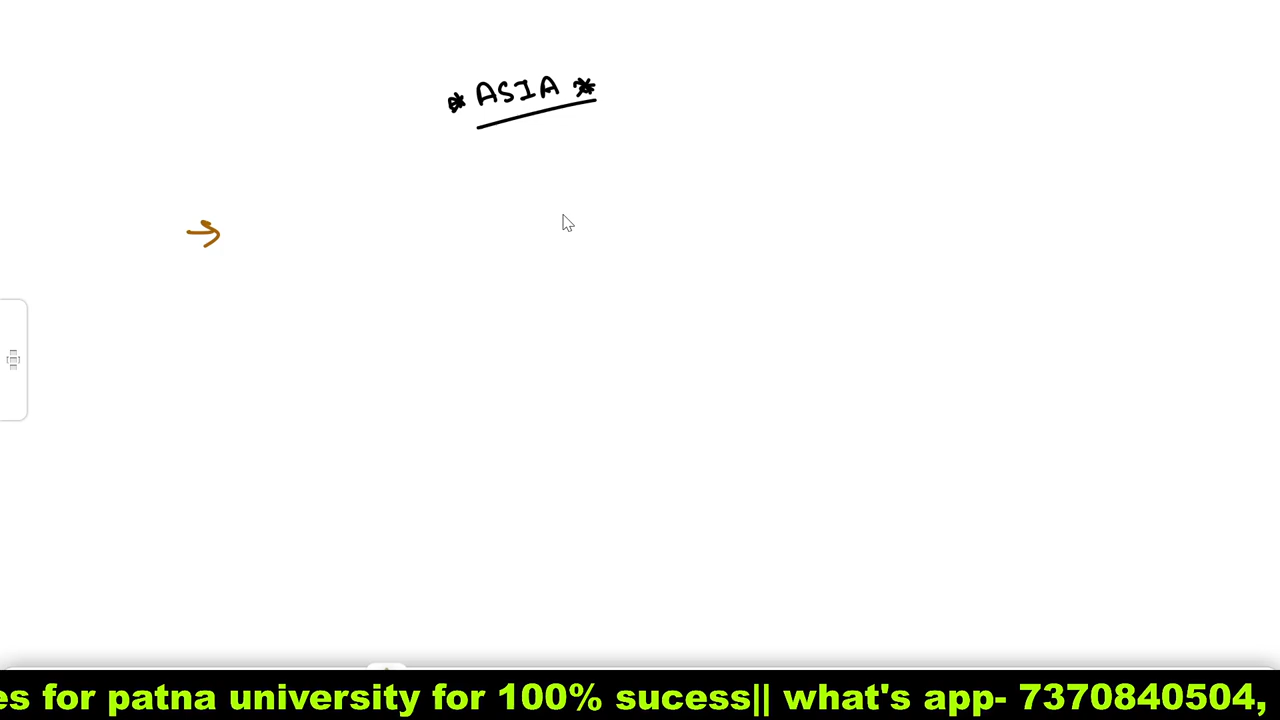 * ASIA *
→
es for patna university for 100% sucess|| what's app- 7370840504,